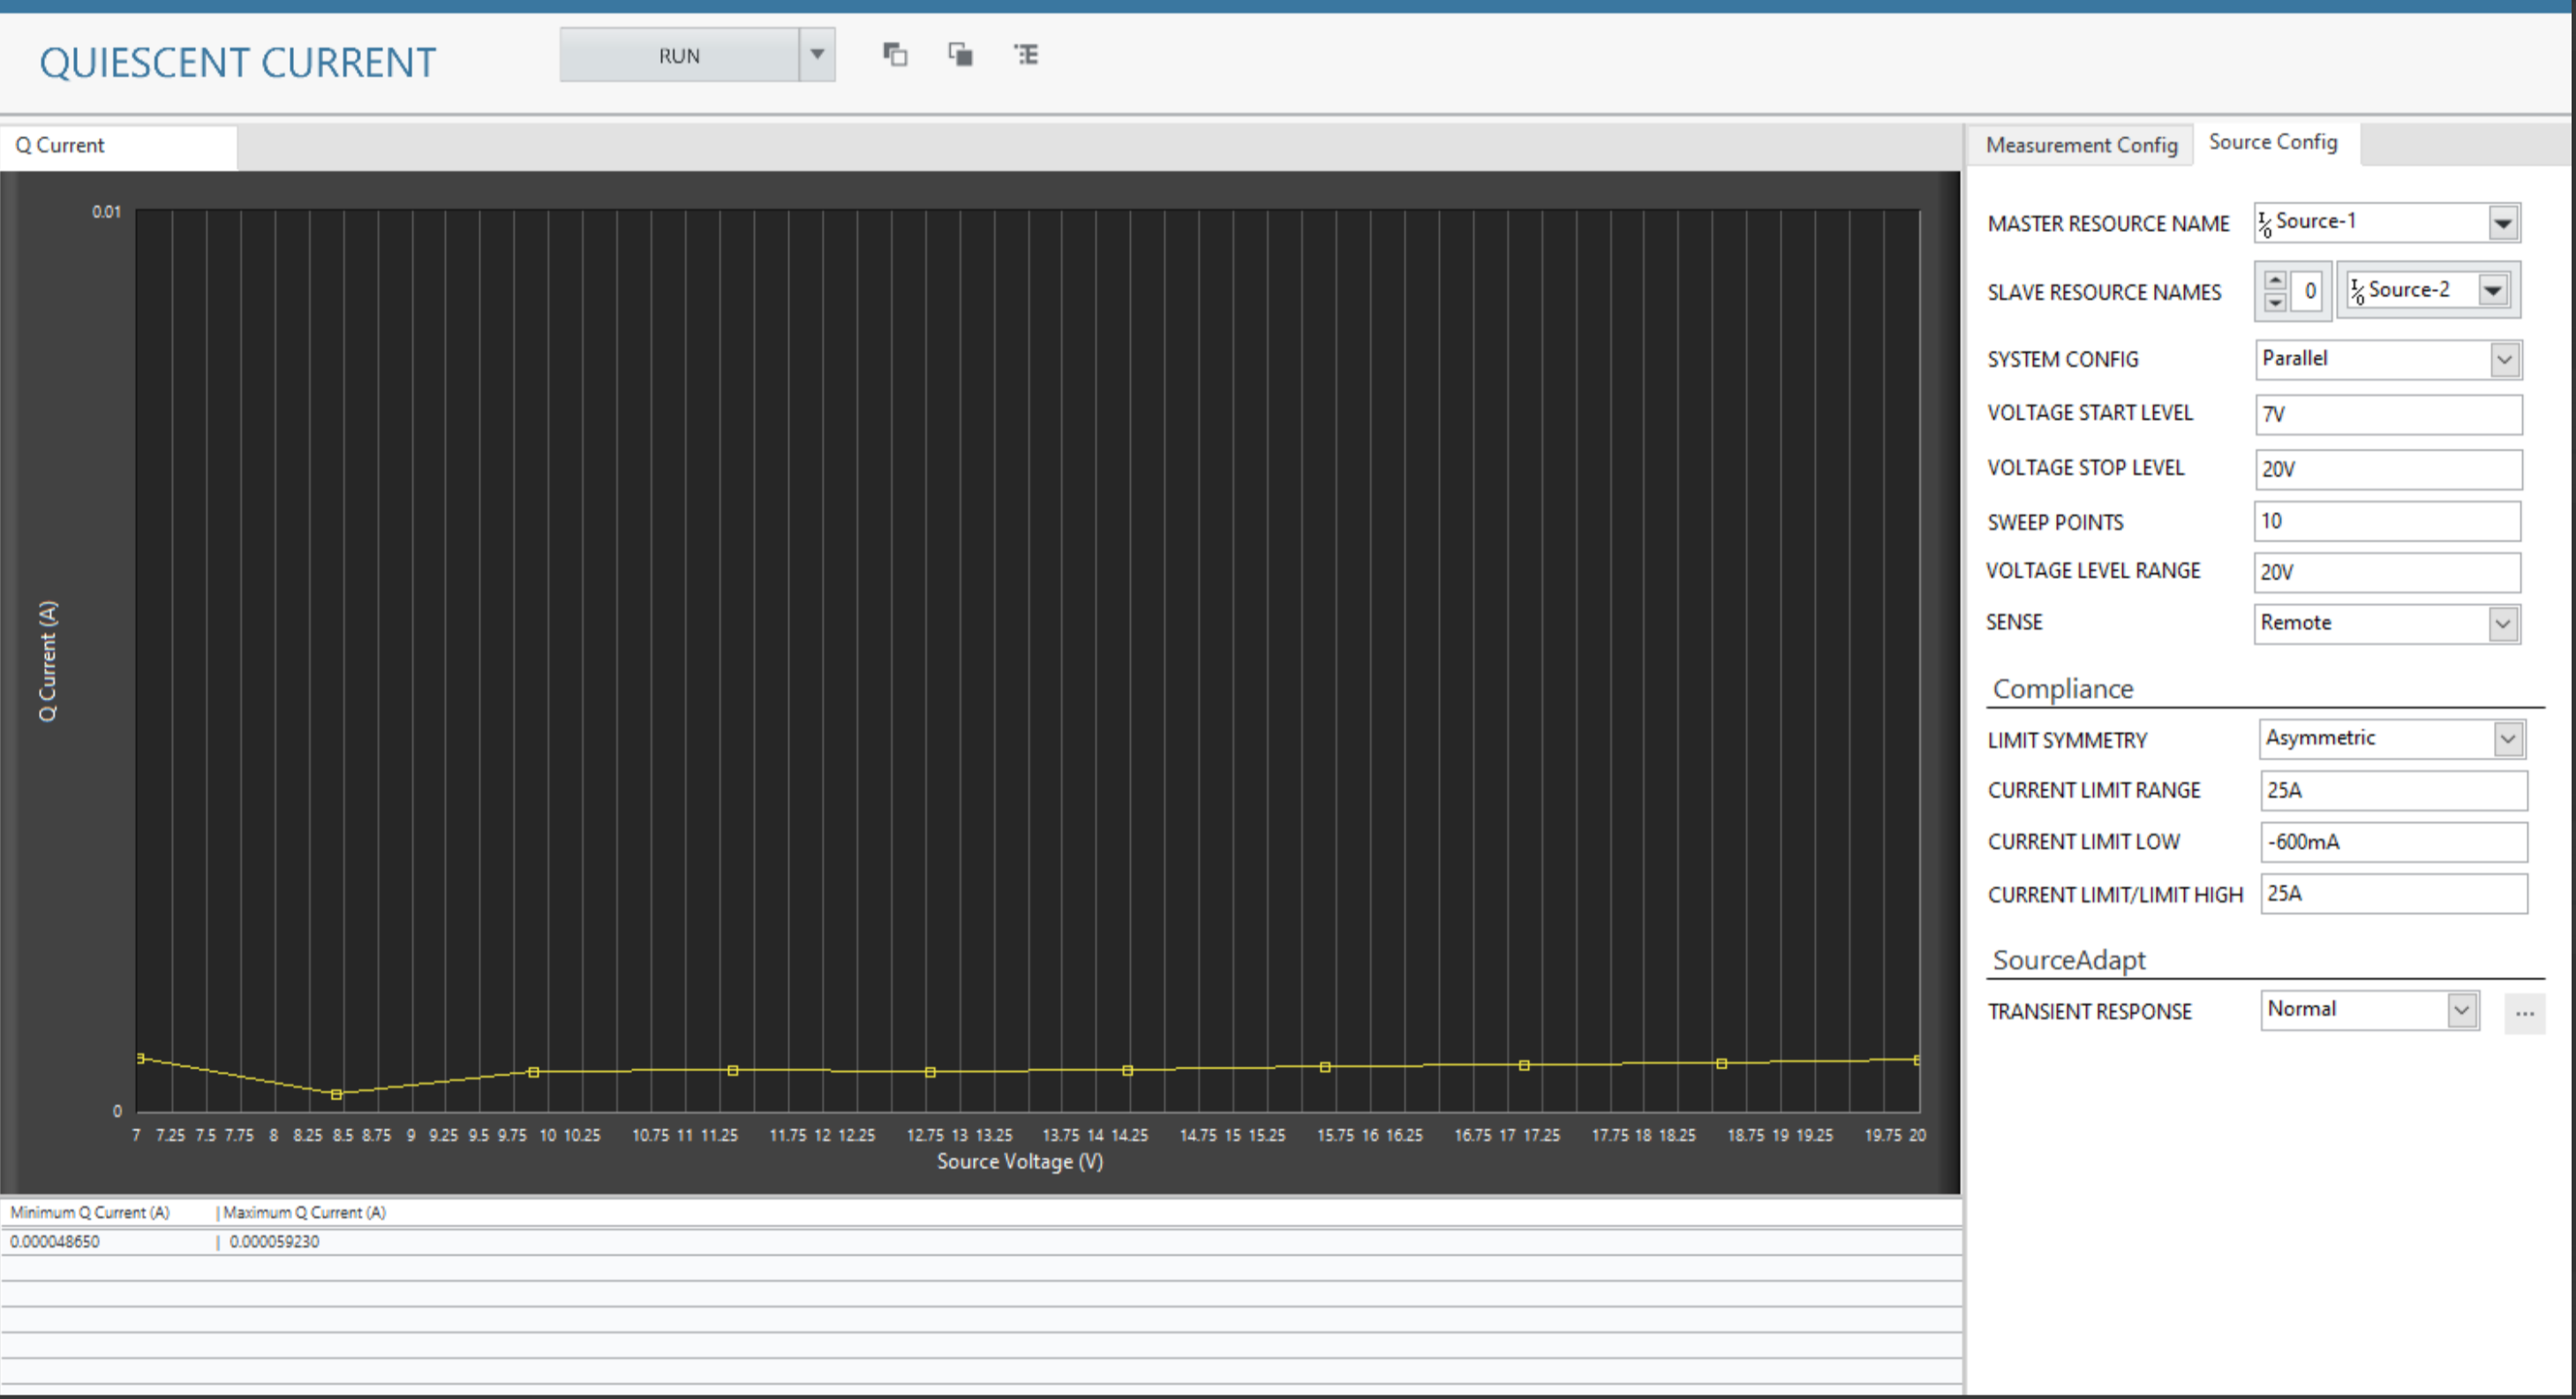 QUIESCENT CURRENT
RUN
Q Current
Measurement Config
Source Config
0.01
Q Current (A)
0
7 7.25 7.5 7.75 8 8.25 8.5 8.75 9 9.25 9.5 9.75 10 10.25 10.75 11 11.25 11.75 12 12.25 12.75 13 13.25 13.75 14 14.25 14.75 15 15.25 15.75 16 16.25 16.75 17 17.25 17.75 18 18.25 18.75 19 19.25 19.75 20
Source Voltage (V)
Minimum Q Current (A) | Maximum Q Current (A)
0.000048650 | 0.000059230
MASTER RESOURCE NAME Source-1
SLAVE RESOURCE NAMES 0 Source-2
SYSTEM CONFIG Parallel
VOLTAGE START LEVEL 7V
VOLTAGE STOP LEVEL 20V
SWEEP POINTS 10
VOLTAGE LEVEL RANGE 20V
SENSE Remote
Compliance
LIMIT SYMMETRY Asymmetric
CURRENT LIMIT RANGE 25A
CURRENT LIMIT LOW -600mA
CURRENT LIMIT/LIMIT HIGH 25A
SourceAdapt
TRANSIENT RESPONSE Normal ...